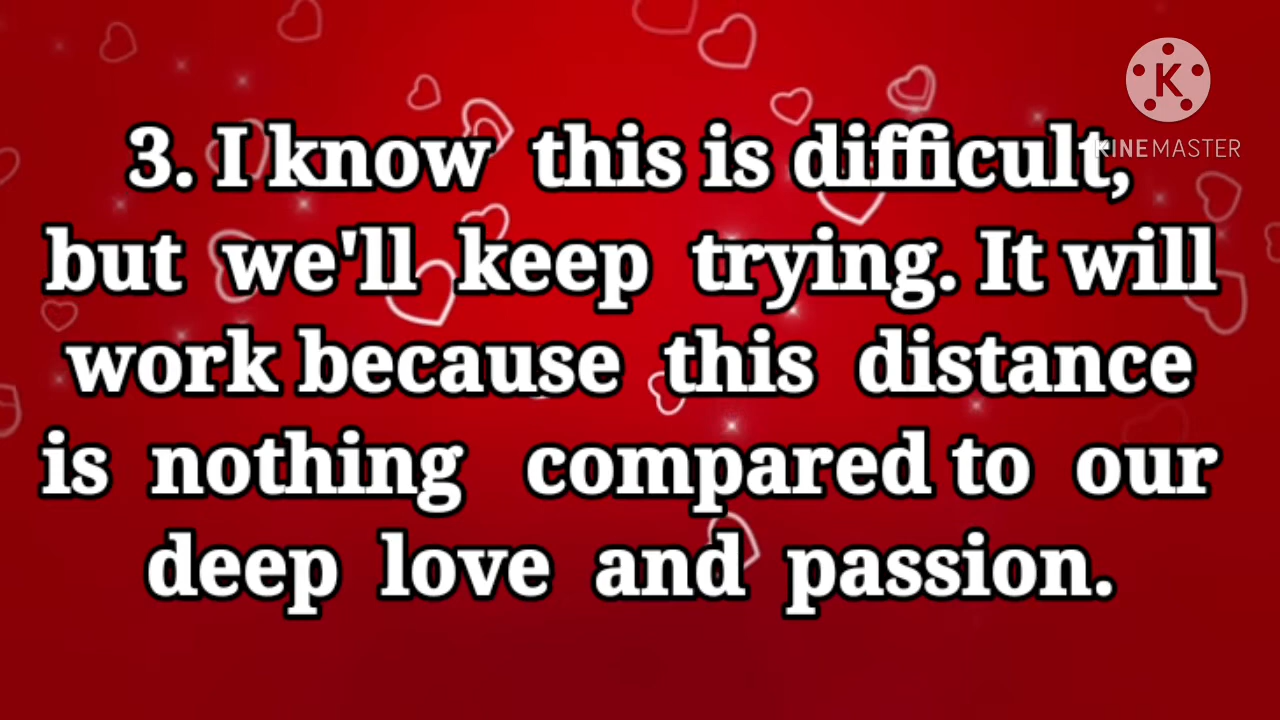 K
KINEMASTER
3. I know this is difficult,
but we'll keep trying. It will
work because this distance
is nothing compared to our
deep love and passion.